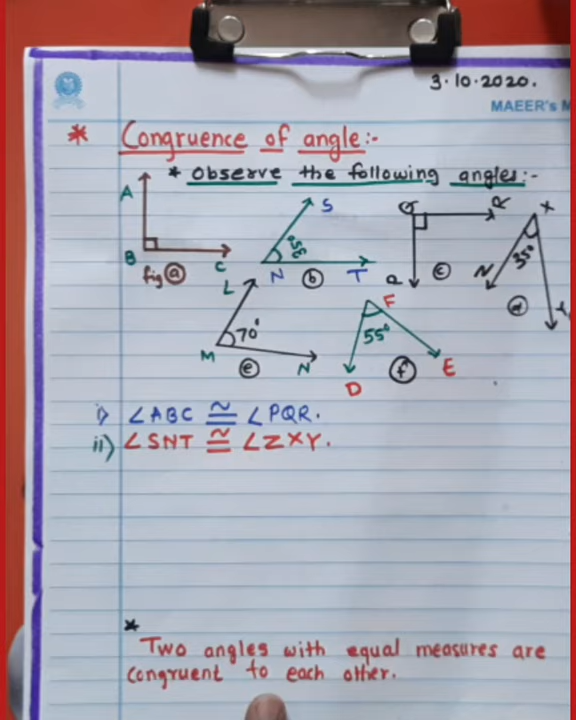 3.10.2020.
MAEER's M
* Congruence of angle:-
* Observe the following angles:-
A
B
C
fig ⓐ
S
35°
N
T
ⓑ
R
ⓒ
X
35°
ⓓ
L
70°
M
N
ⓔ
F
55°
D
E
ⓕ
i) ∠ABC ≅ ∠PQR.
ii) ∠SNT ≅ ∠ZXY.
*
Two angles with equal measures are
congruent to each other.